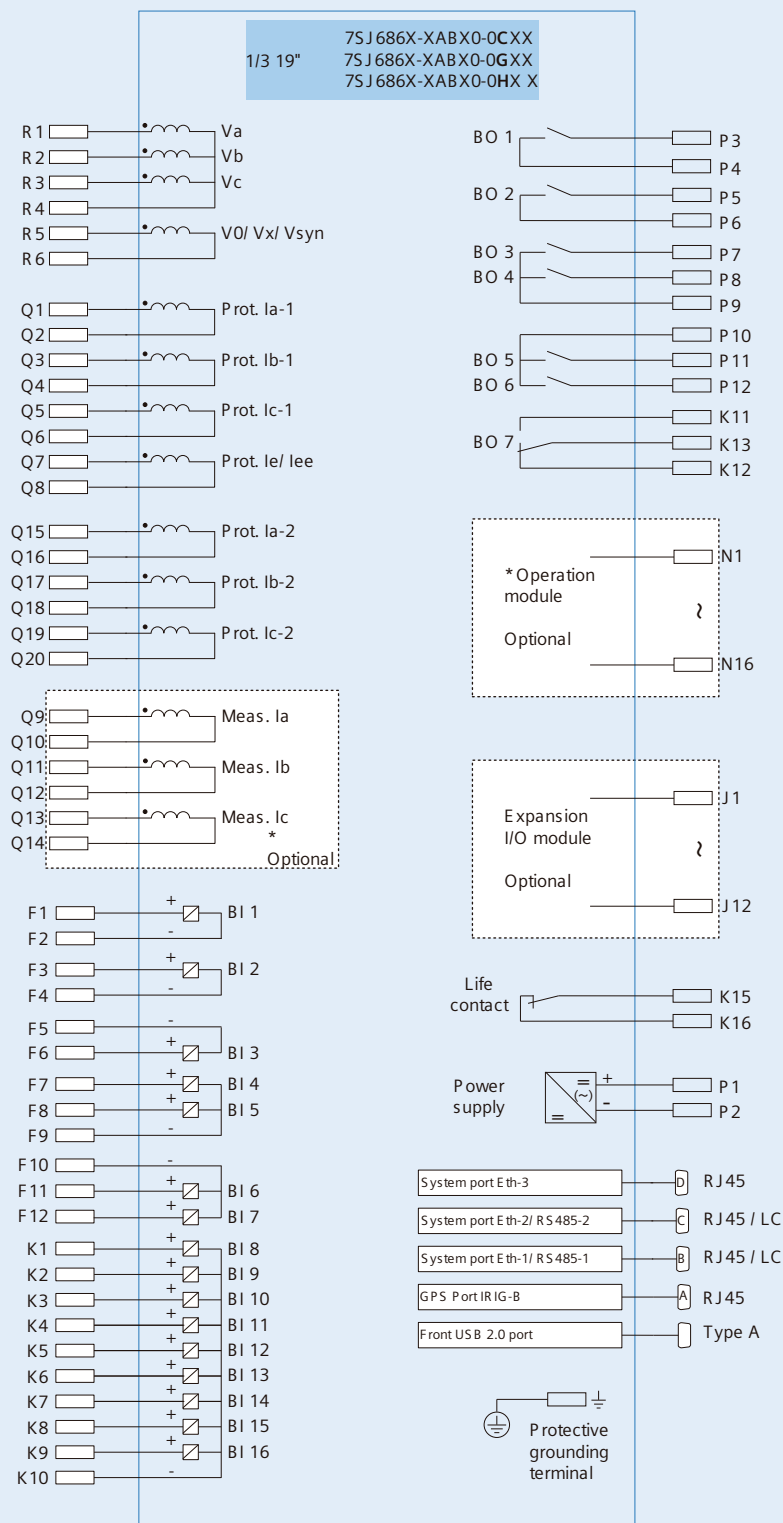 7SJ686X-XABX0-0CXX
1/3 19" 7SJ686X-XABX0-0GXX
7SJ686X-XABX0-0HX X
R1 Va
R2 Vb
R3 Vc
R4
R5 V0/ Vx/ Vsyn
R6
Q1 Prot. Ia-1
Q2
Q3 Prot. Ib-1
Q4
Q5 Prot. Ic-1
Q6
Q7 Prot. Ie/ Iee
Q8
Q15 Prot. Ia-2
Q16
Q17 Prot. Ib-2
Q18
Q19 Prot. Ic-2
Q20
Q9 Meas. Ia
Q10
Q11 Meas. Ib
Q12
Q13 Meas. Ic
Q14 *
Optional
F1 + BI 1
F2 -
F3 + BI 2
F4 -
F5 -
F6 + BI 3
F7 + BI 4
F8 + BI 5
F9 -
F10 -
F11 + BI 6
F12 + BI 7
K1 + BI 8
K2 + BI 9
K3 + BI 10
K4 + BI 11
K5 + BI 12
K6 + BI 13
K7 + BI 14
K8 + BI 15
K9 + BI 16
K10 -
BO 1 P3
P4
BO 2 P5
P6
BO 3 P7
BO 4 P8
P9
P10
BO 5 P11
BO 6 P12
K11
BO 7 K13
K12
N1
* Operation
module
~
Optional
N16
J1
Expansion
I/O module
~
Optional
J12
Life
contact
K15
K16
Power
supply
= (~) =
+ P1
- P2
System port Eth-3 D RJ45
System port Eth-2/ RS485-2 C RJ45 / LC
System port Eth-1/ RS485-1 B RJ45 / LC
GPS Port IRIG-B A RJ45
Front USB 2.0 port Type A
Protective
grounding
terminal